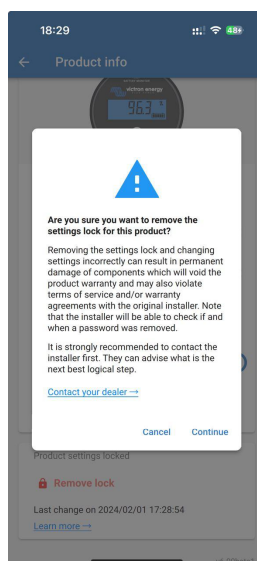 18:29
48
Product info
victron energy
96.3
Are you sure you want to remove the
settings lock for this product?
Removing the settings lock and changing
settings incorrectly can result in permanent
damage of components which will void the
product warranty and may also violate
terms of service and/or warranty
agreements with the original installer. Note
that the installer will be able to check if and
when a password was removed.
It is strongly recommended to contact the
installer first. They can advise what is the
next best logical step.
Contact your dealer →
Cancel Continue
Product settings locked
Remove lock
Last change on 2024/02/01 17:28:54
Learn more →